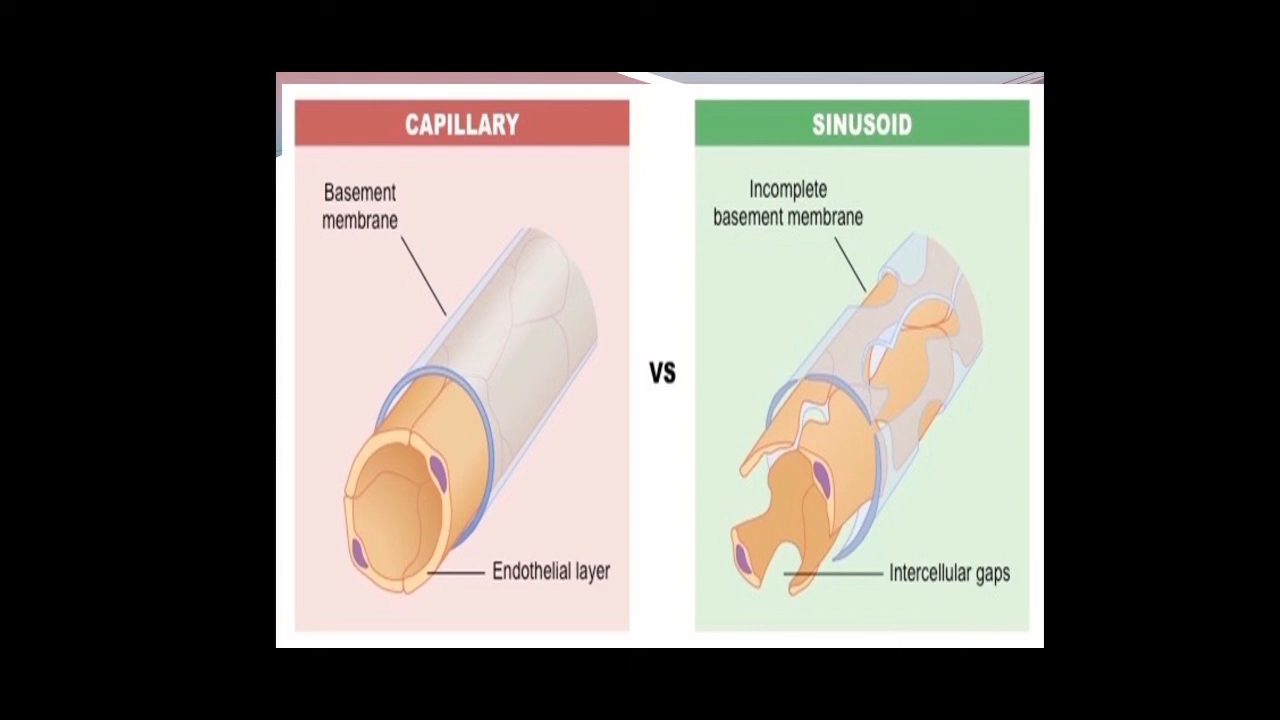 CAPILLARY
Basement
membrane
Endothelial layer
VS
SINUSOID
Incomplete
basement membrane
Intercellular gaps